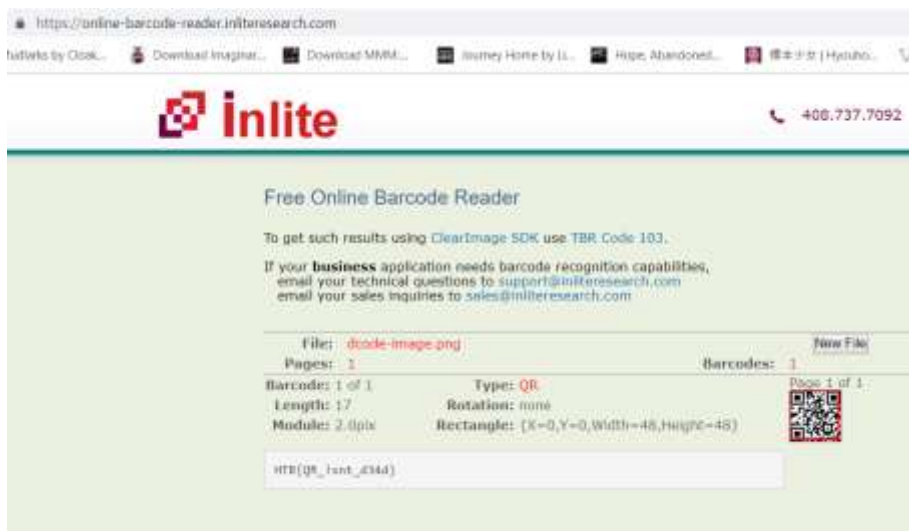 https://online-barcode-reader.inliteresearch.com
Download Imaginar... Download MMM:... Journey Home by Li... Hope, Abandoned...
inlite
408.737.7092
Free Online Barcode Reader
To get such results using ClearImage SDK use TBR Code 103.
If your business application needs barcode recognition capabilities,
email your technical questions to support@inliteresearch.com
email your sales inquiries to sales@inliteresearch.com
File: dcode-image.png New File
Pages: 1 Barcodes: 1
Barcode: 1 of 1 Type: QR Page 1 of 1
Length: 17 Rotation: none
Module: 2.0pix Rectangle: {X=0,Y=0,Width=48,Height=48}